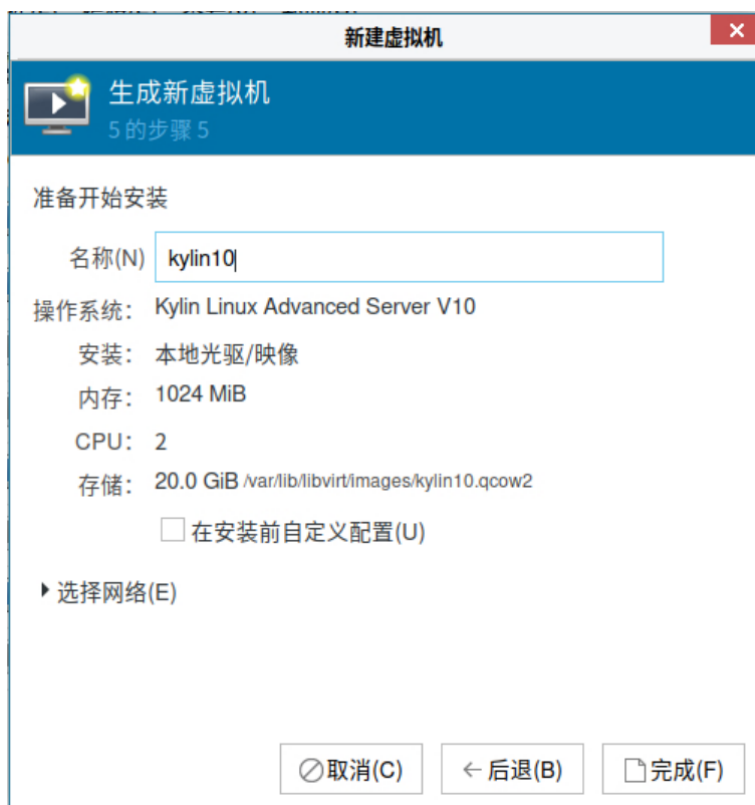 新建虚拟机
生成新虚拟机
5 的步骤 5
准备开始安装
名称(N) kylin10
操作系统： Kylin Linux Advanced Server V10
安装： 本地光驱/映像
内存： 1024 MiB
CPU： 2
存储： 20.0 GiB /var/lib/libvirt/images/kylin10.qcow2
在安装前自定义配置(U)
选择网络(E)
取消(C) 后退(B) 完成(F)